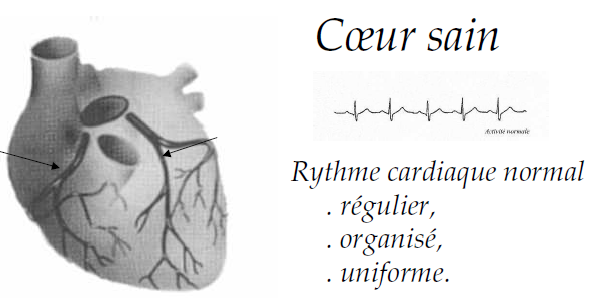 Cœur sain
Activité normale
Rythme cardiaque normal
. régulier,
. organisé,
. uniforme.